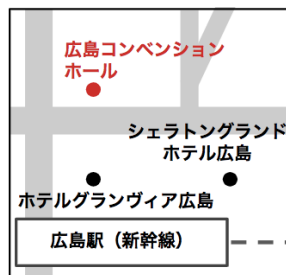 広島コンベンション
ホール
シェラトングランド
ホテル広島
ホテルグランヴィア広島
広島駅（新幹線）